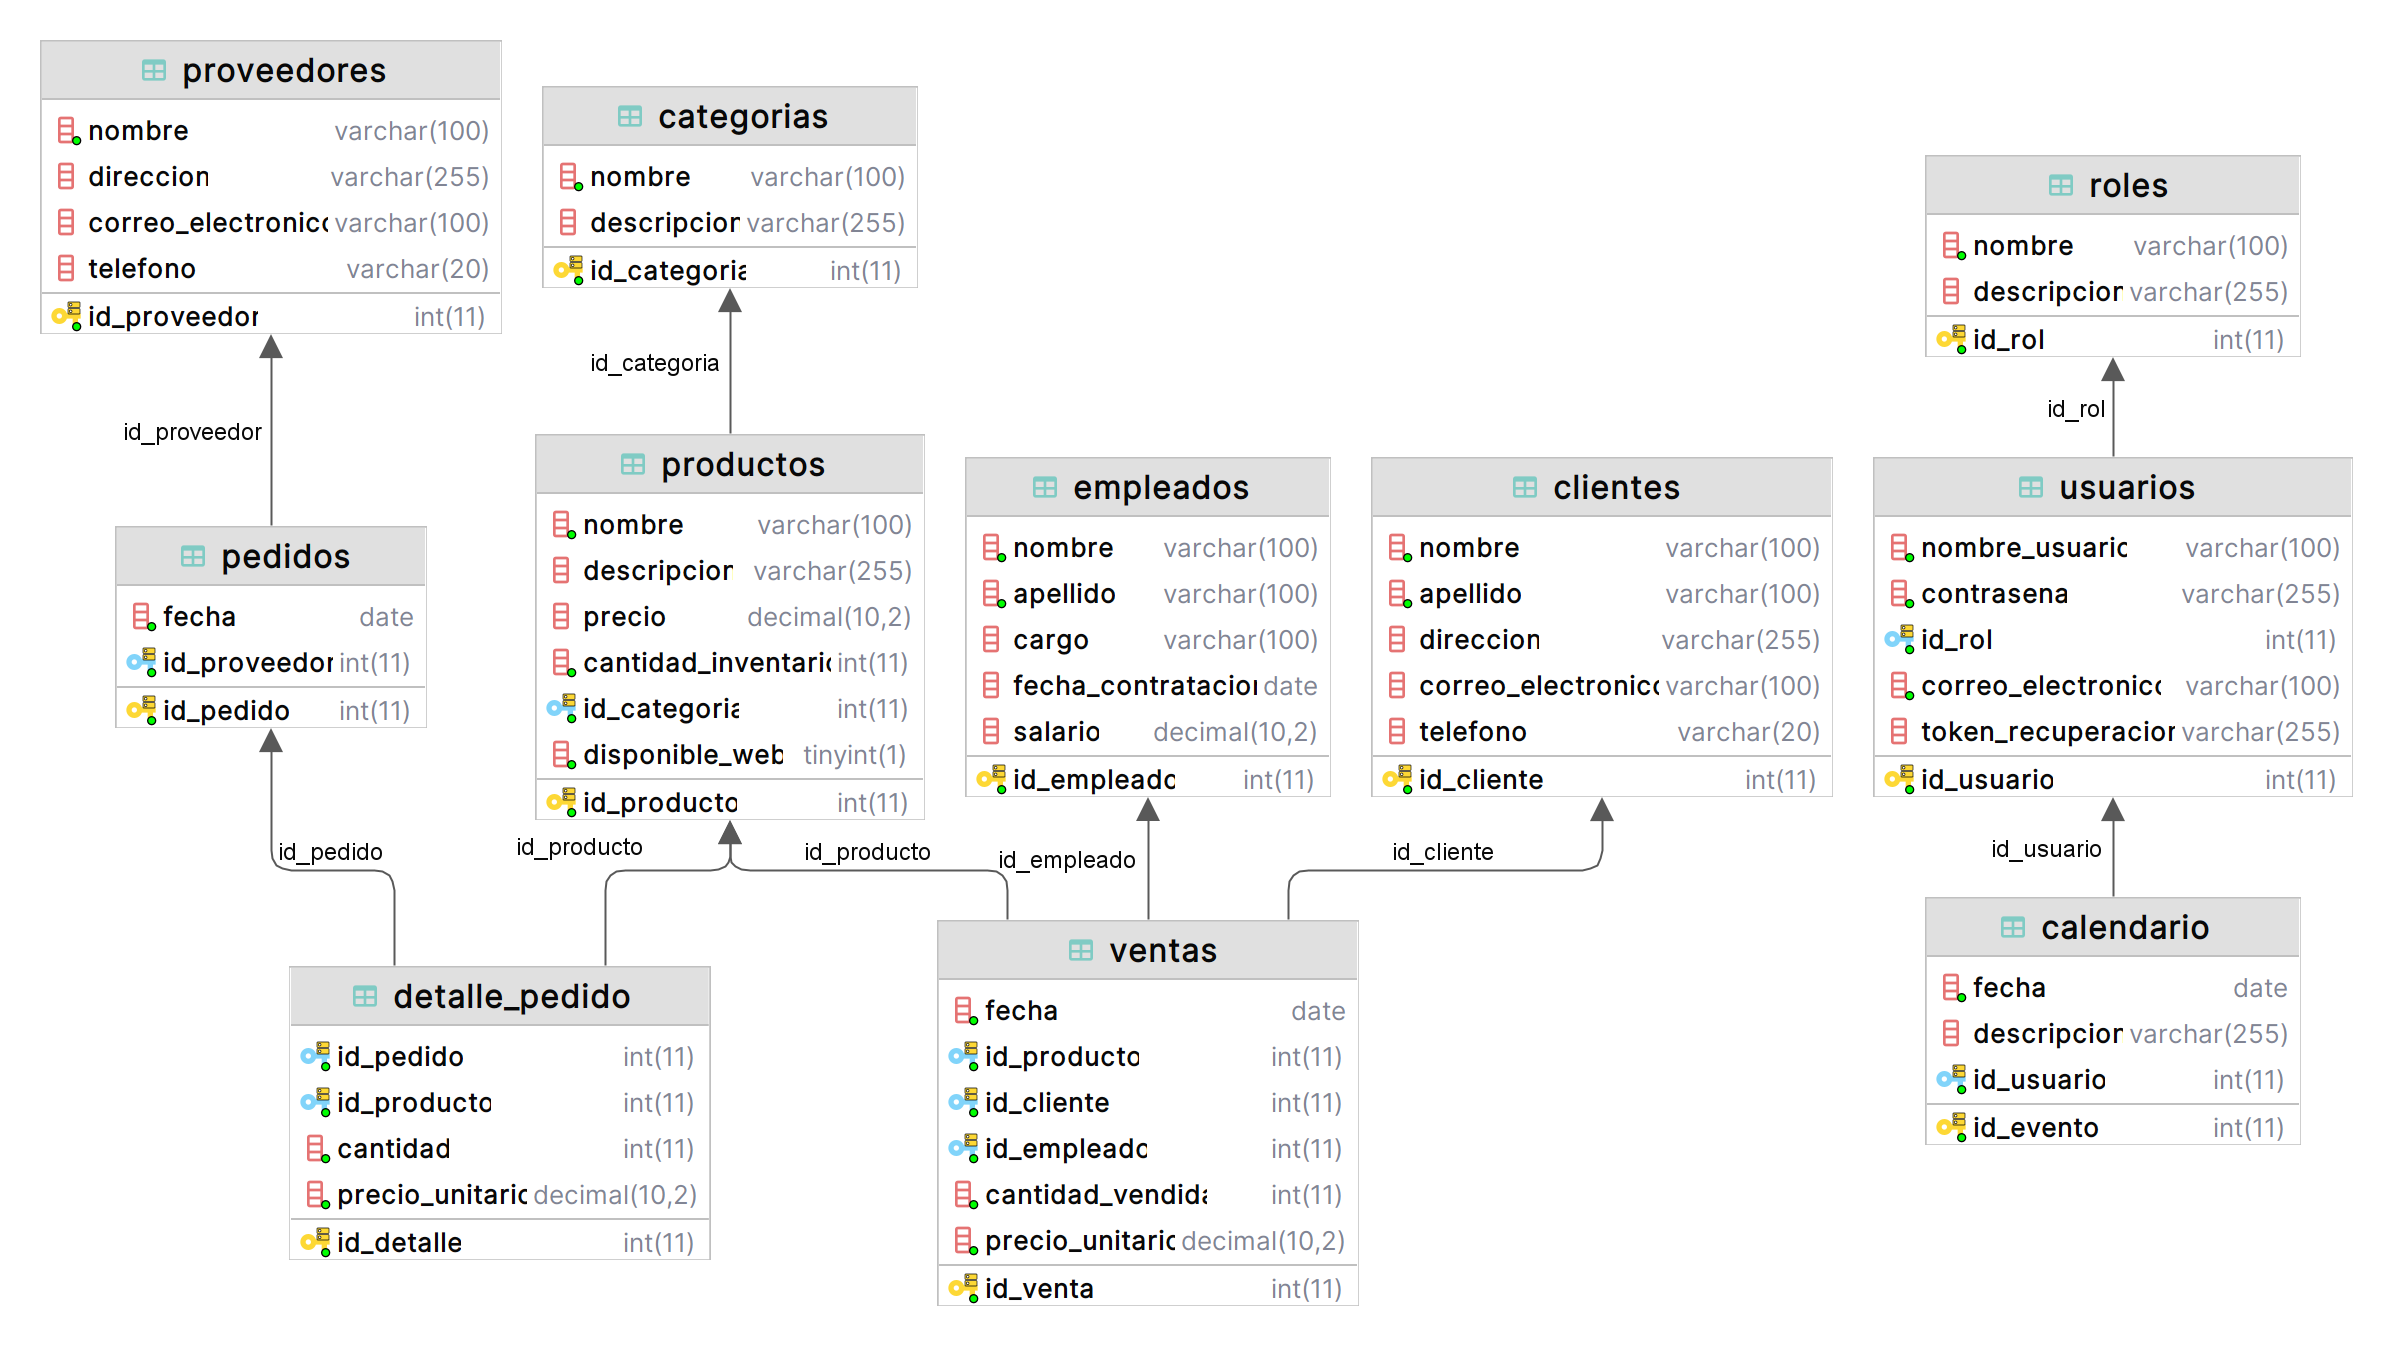 proveedores
nombre varchar(100)
direccion varchar(255)
correo_electronico varchar(100)
telefono varchar(20)
id_proveedor int(11)
categorias
nombre varchar(100)
descripcion varchar(255)
id_categoria int(11)
roles
nombre varchar(100)
descripcion varchar(255)
id_rol int(11)
id_proveedor
id_categoria
id_rol
pedidos
fecha date
id_proveedor int(11)
id_pedido int(11)
productos
nombre varchar(100)
descripcion varchar(255)
precio decimal(10,2)
cantidad_inventario int(11)
id_categoria int(11)
disponible_web tinyint(1)
id_producto int(11)
empleados
nombre varchar(100)
apellido varchar(100)
cargo varchar(100)
fecha_contratacion date
salario decimal(10,2)
id_empleado int(11)
clientes
nombre varchar(100)
apellido varchar(100)
direccion varchar(255)
correo_electronico varchar(100)
telefono varchar(20)
id_cliente int(11)
usuarios
nombre_usuario varchar(100)
contrasena varchar(255)
id_rol int(11)
correo_electronico varchar(100)
token_recuperacion varchar(255)
id_usuario int(11)
id_pedido
id_producto
id_producto
id_empleado
id_cliente
id_usuario
detalle_pedido
id_pedido int(11)
id_producto int(11)
cantidad int(11)
precio_unitario decimal(10,2)
id_detalle int(11)
ventas
fecha date
id_producto int(11)
id_cliente int(11)
id_empleado int(11)
cantidad_vendida int(11)
precio_unitario decimal(10,2)
id_venta int(11)
calendario
fecha date
descripcion varchar(255)
id_usuario int(11)
id_evento int(11)